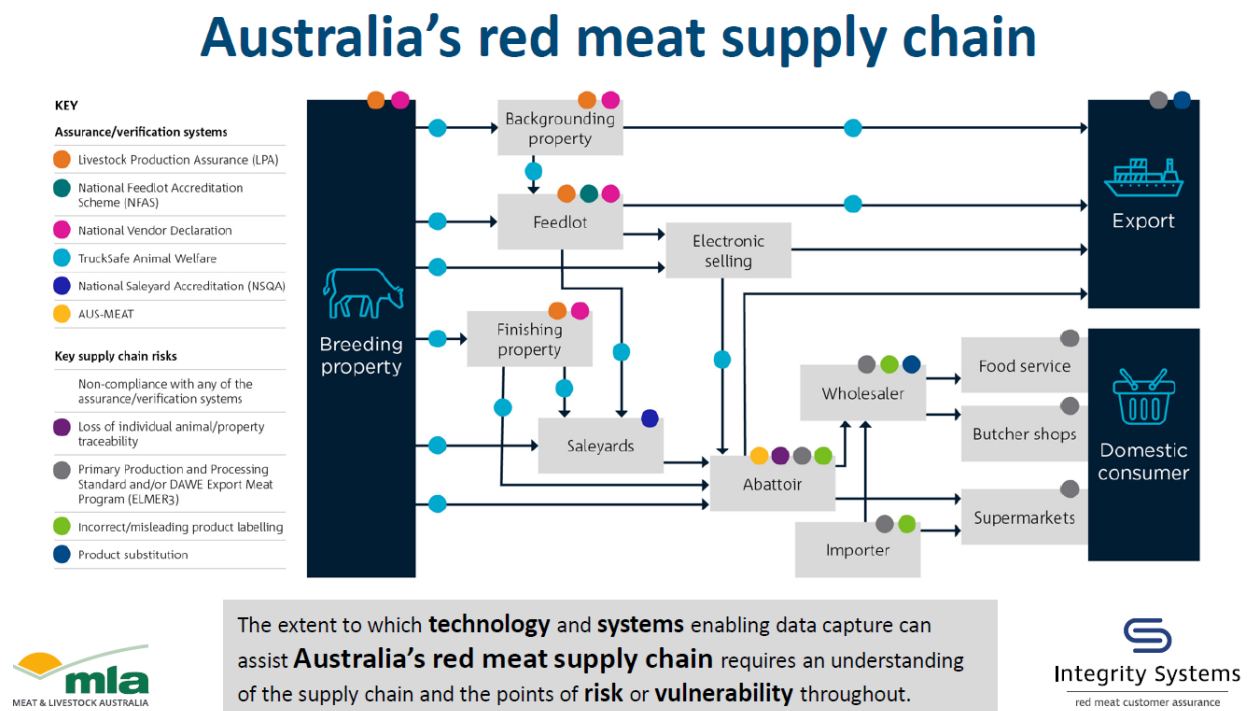 Australia's red meat supply chain
KEY
Assurance/verification systems
Livestock Production Assurance (LPA)
National Feedlot Accreditation
Scheme (NFAS)
National Vendor Declaration
TruckSafe Animal Welfare
National Saleyard Accreditation (NSQA)
AUS-MEAT
Key supply chain risks
Non-compliance with any of the
assurance/verification systems
Loss of individual animal/property
traceability
Primary Production and Processing
Standard and/or DAWE Export Meat
Program (ELMER3)
Incorrect/misleading product labelling
Product substitution
Breeding
property
Backgrounding
property
Feedlot
Electronic
selling
Finishing
property
Saleyards
Abattoir
Wholesaler
Importer
Food service
Butcher shops
Supermarkets
Export
Domestic
consumer
The extent to which technology and systems enabling data capture can
assist Australia's red meat supply chain requires an understanding
of the supply chain and the points of risk or vulnerability throughout.
mla
MEAT & LIVESTOCK AUSTRALIA
Integrity Systems
red meat customer assurance